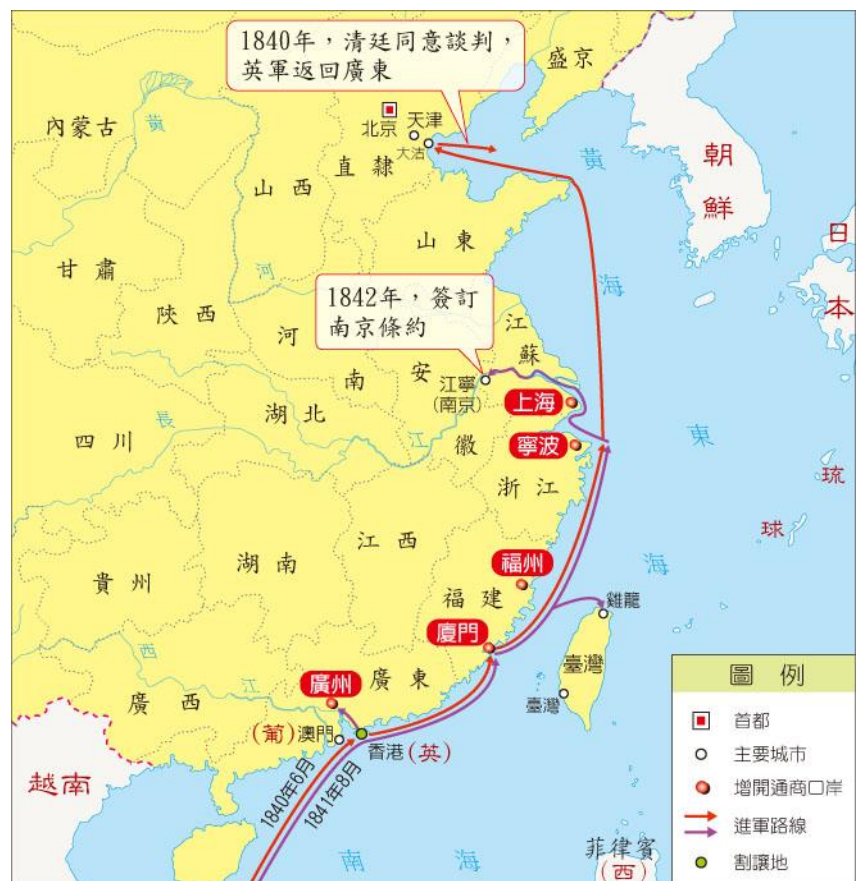 1840年，清廷同意談判，
英軍返回廣東
盛京
內蒙古
黃
北京
天津
大沽
直隸
山西
黃
海
朝鮮
日本
山東
甘肅
河
陝西
1842年，簽訂
南京條約
河南
江蘇
安徽
江寧
(南京)
上海
湖北
長
江
四川
寧波
浙江
東
海
琉球
江西
湖南
貴州
福州
福建
雞龍
廈門
臺灣
臺灣
西
江
廣州
廣東
廣西
(葡)澳門
香港(英)
越南
1840年6月
1841年8月
南海
菲律賓
(西)
圖例
首都
主要城市
增開通商口岸
進軍路線
割讓地